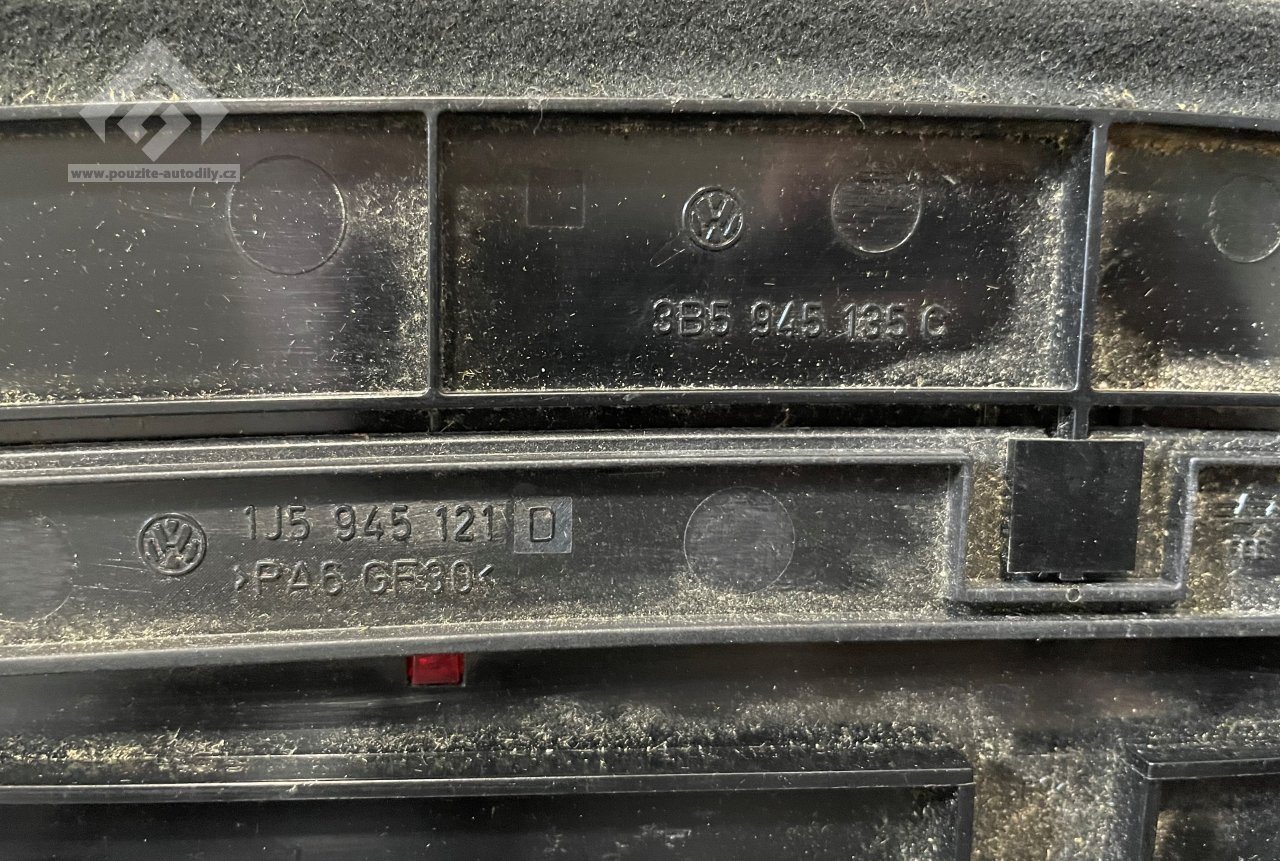 www.pouzite-autodily.cz
3B5 945 135 C
1J5 945 121 D
>PA6 GF30<